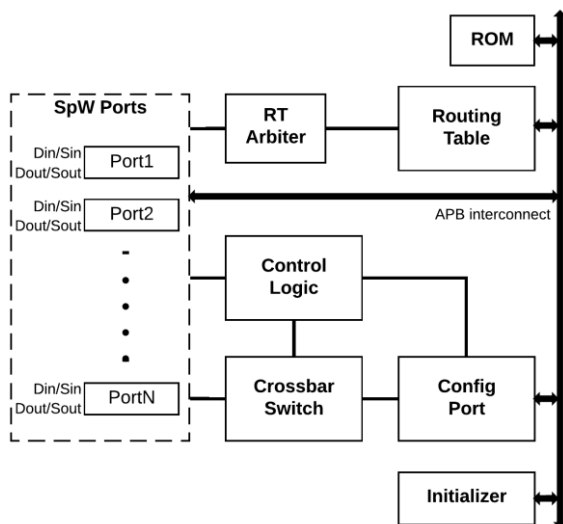 ROM
SpW Ports
RT
Arbiter
Routing
Table
Din/Sin
Dout/Sout
Port1
Din/Sin
Dout/Sout
Port2
APB interconnect
Control
Logic
Din/Sin
Dout/Sout
PortN
Crossbar
Switch
Config
Port
Initializer